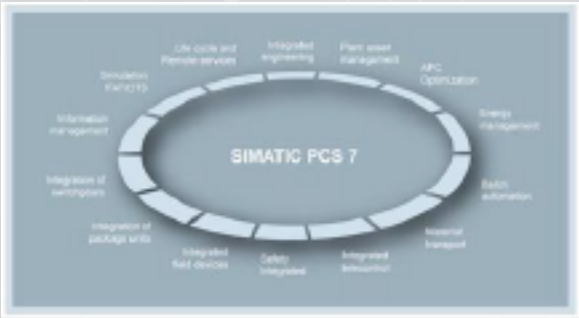 Integrated
engineering
Plant asset
management
APC
Optimization
Energy
management
Batch
automation
Material
transport
Integrated
telecontrol
Safety
Integrated
Integrated
field devices
Integration of
package units
Integration of
switchgears
Information
management
Simulation
Life cycle and
Remote services
SIMATIC PCS 7